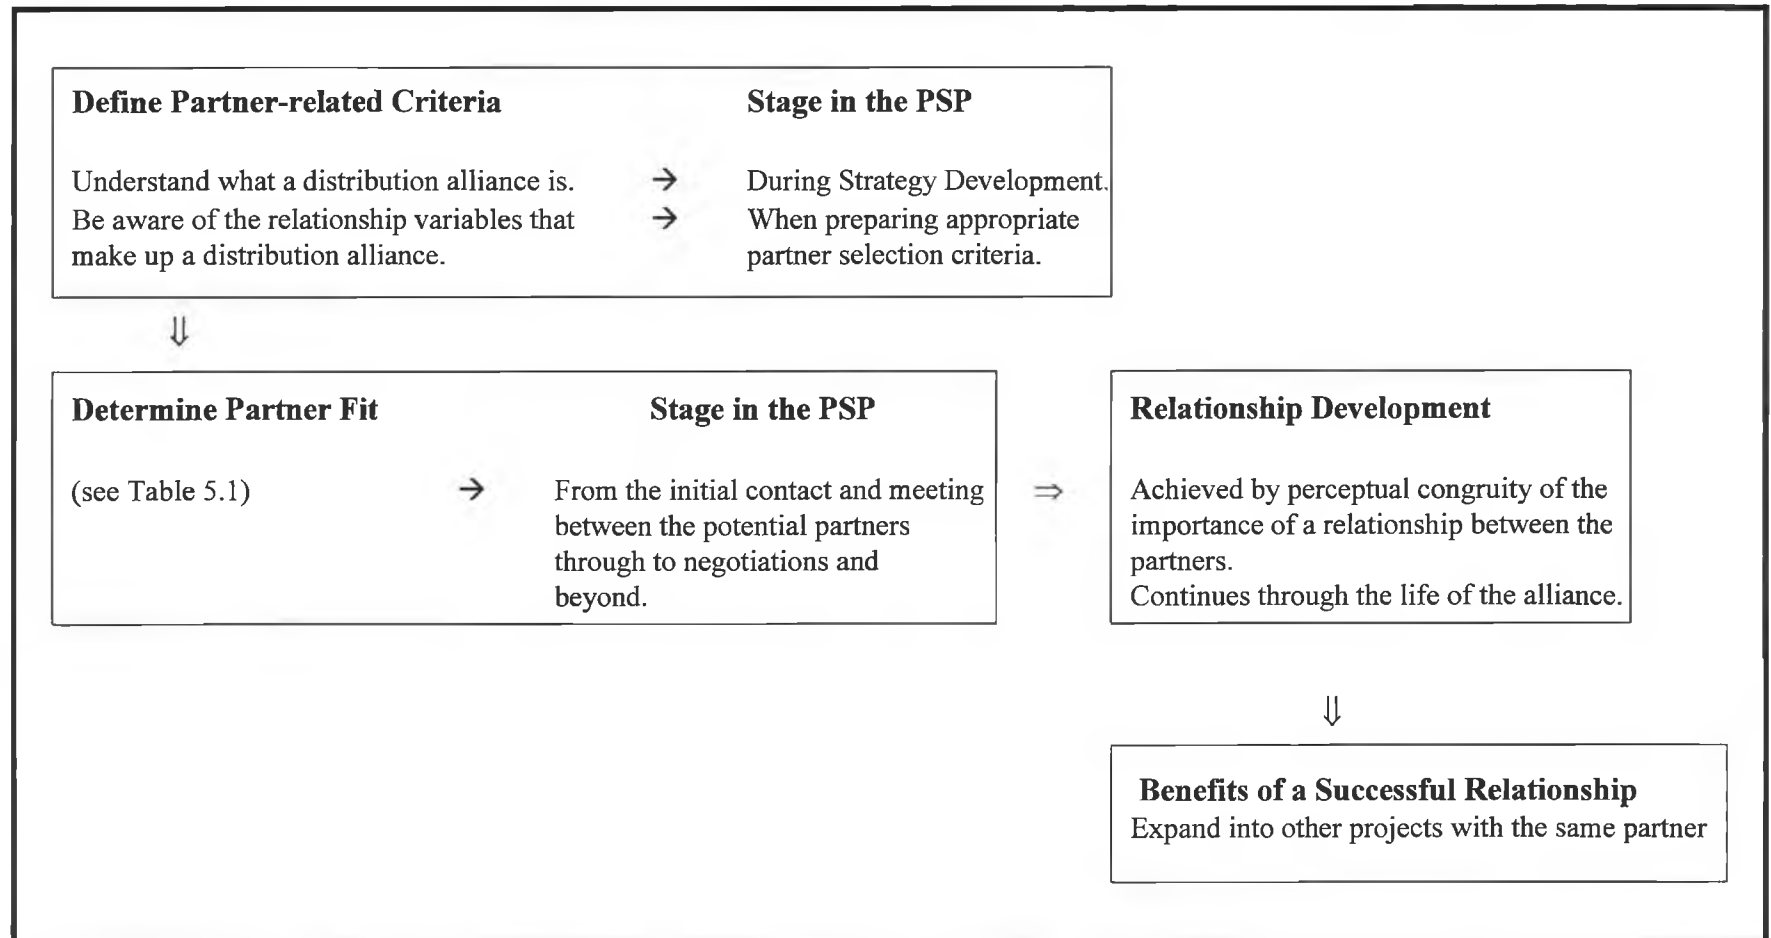 Define Partner-related Criteria Stage in the PSP
Understand what a distribution alliance is. → During Strategy Development.
Be aware of the relationship variables that → When preparing appropriate
make up a distribution alliance. partner selection criteria.
⇓
Determine Partner Fit Stage in the PSP
(see Table 5.1) → From the initial contact and meeting
between the potential partners
through to negotiations and
beyond.
⇒
Relationship Development
Achieved by perceptual congruity of the
importance of a relationship between the
partners.
Continues through the life of the alliance.
⇓
Benefits of a Successful Relationship
Expand into other projects with the same partner